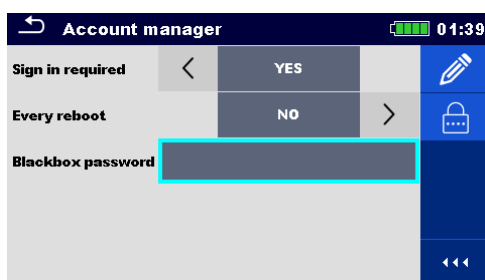 Account manager 01:39
Sign in required YES
Every reboot NO
Blackbox password